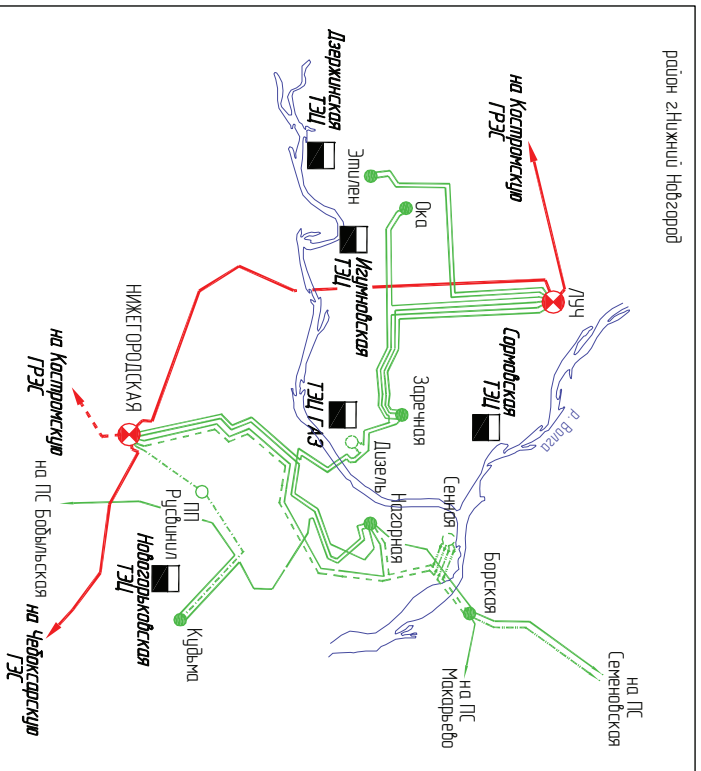 район г.Нижний Новгород
на Костромскую
ГРЭС
ЛУЧ
Дзержинская
ТЭЦ
Этилен
Ока
Игумновская
ТЭЦ
Сормовская
ТЭЦ
р. Волга
Заречная
ТЭЦ ГАЗ
Дизель
Нагорная
Сенная
Борская
НИЖЕГОРОДСКАЯ
на Костромскую
ГРЭС
на ПС Бобыльская
ПП
Русвинил
Новогорьковская
ТЭЦ
Кудьма
на Чебоксарскую
ГЭС
на ПС
Макарьево
на ПС
Семеновская